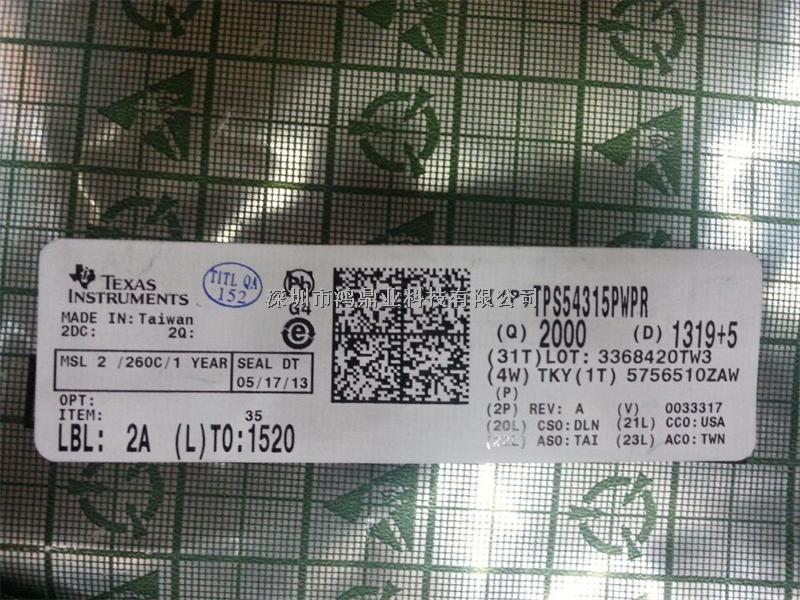 TEXAS
INSTRUMENTS
TITL QA
152
Pb
G4
e
MADE IN: Taiwan
2DC: 2Q:
MSL 2 /260C/1 YEAR
SEAL DT
05/17/13
OPT:
ITEM:
35
LBL: 2A (L)TO:1520
深圳市鸿鼎业科技有限公司
TPS54315PWPR
(Q) 2000 (D) 1319+5
(31T)LOT: 3368420TW3
(4W) TKY(1T) 5756510ZAW
(P)
(2P) REV: A (V) 0033317
(20L) CSO:DLN (21L) CCO:USA
(22L) ASO:TAI (23L) ACO:TWN